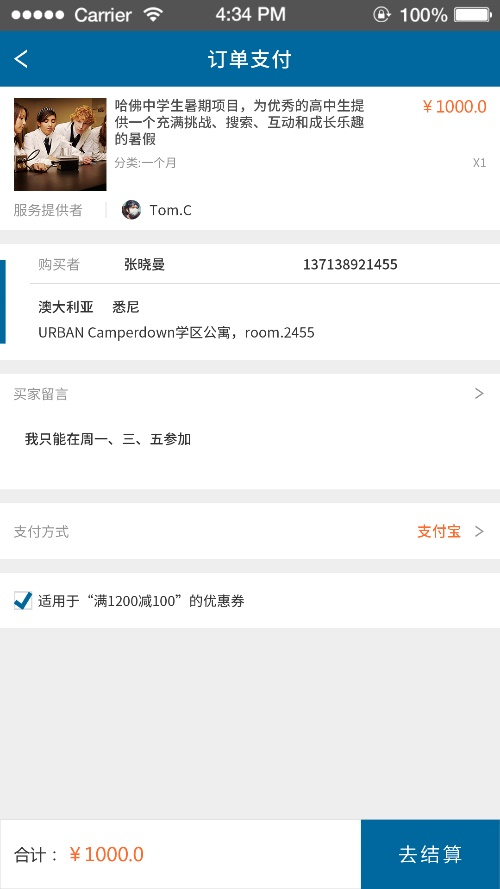 Carrier 4:34 PM 100%
订单支付
哈佛中学生暑期项目，为优秀的高中生提 ￥1000.0
供一个充满挑战、搜索、互动和成长乐趣
的暑假
分类:一个月 X1
服务提供者 Tom.C
购买者 张晓曼 137138921455
澳大利亚 悉尼
URBAN Camperdown学区公寓，room.2455
买家留言
我只能在周一、三、五参加
支付方式 支付宝
适用于“满1200减100”的优惠券
合计： ￥1000.0 去结算